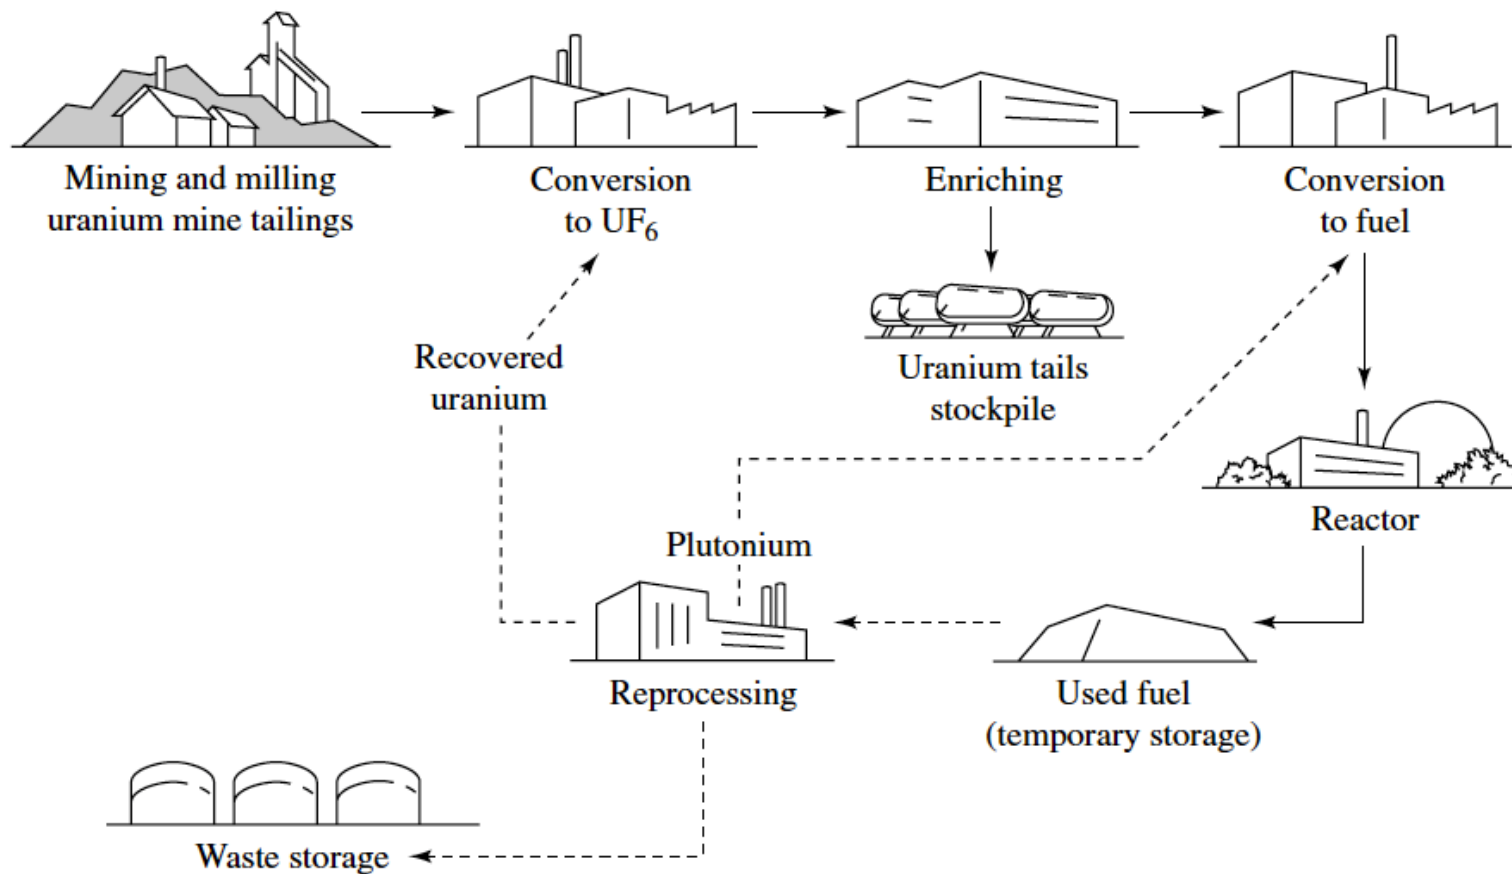 Mining and milling
uranium mine tailings
Conversion
to UF₆
Enriching
Conversion
to fuel
Uranium tails
stockpile
Recovered
uranium
Reactor
Plutonium
Reprocessing
Used fuel
(temporary storage)
Waste storage